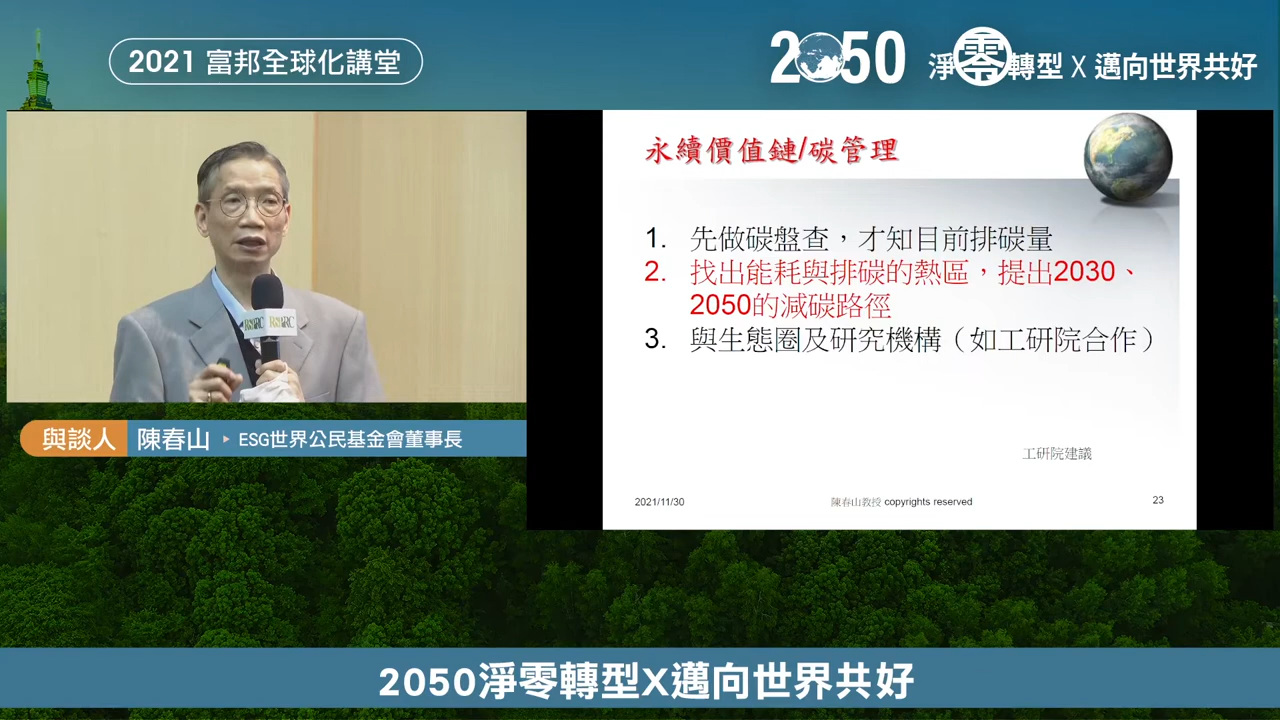 2021 富邦全球化講堂
2050 淨零轉型 X 邁向世界共好
永續價值鏈/碳管理
1. 先做碳盤查，才知目前排碳量
2. 找出能耗與排碳的熱區，提出2030、
2050的減碳路徑
3. 與生態圈及研究機構（如工研院合作）
工研院建議
2021/11/30
陳春山教授 copyrights reserved
23
與談人 陳春山 ▸ ESG世界公民基金會董事長
2050淨零轉型X邁向世界共好